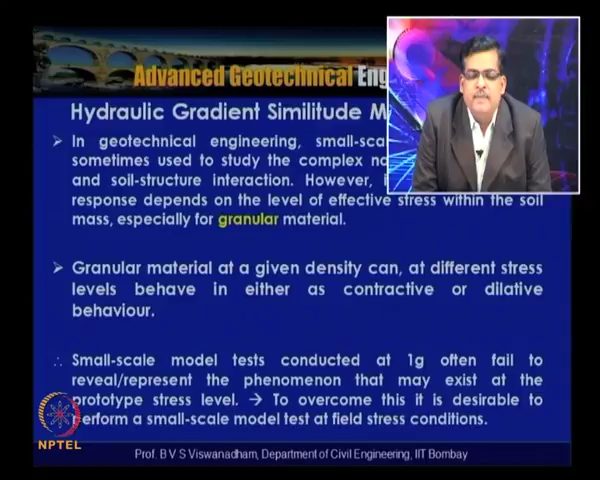 Advanced Geotechnical Eng
Hydraulic Gradient Similitude M
➢ In geotechnical engineering, small-sca
sometimes used to study the complex na
and soil-structure interaction. However, i
response depends on the level of effective stress within the soil
mass, especially for granular material.
➢ Granular material at a given density can, at different stress
levels behave in either as contractive or dilative
behaviour.
∴ Small-scale model tests conducted at 1g often fail to
reveal/represent the phenomenon that may exist at the
prototype stress level. → To overcome this it is desirable to
perform a small-scale model test at field stress conditions.
NPTEL
Prof. B V S Viswanadham, Department of Civil Engineering, IIT Bombay